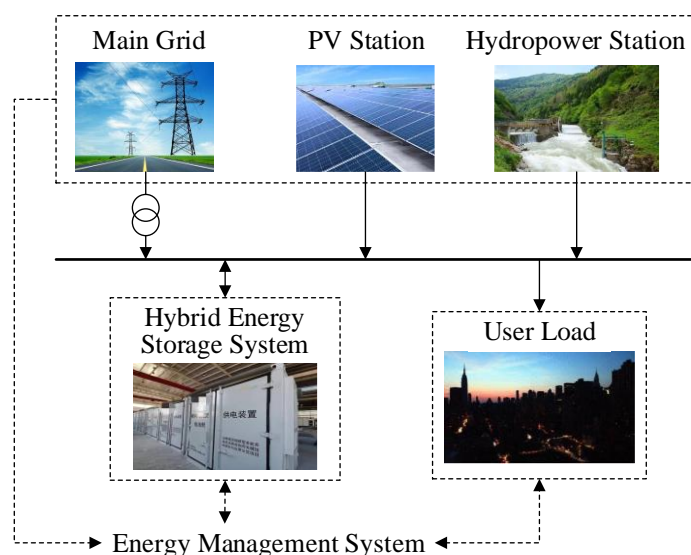 Main Grid
PV Station
Hydropower Station
Hybrid Energy
Storage System
User Load
供电装置
Energy Management System